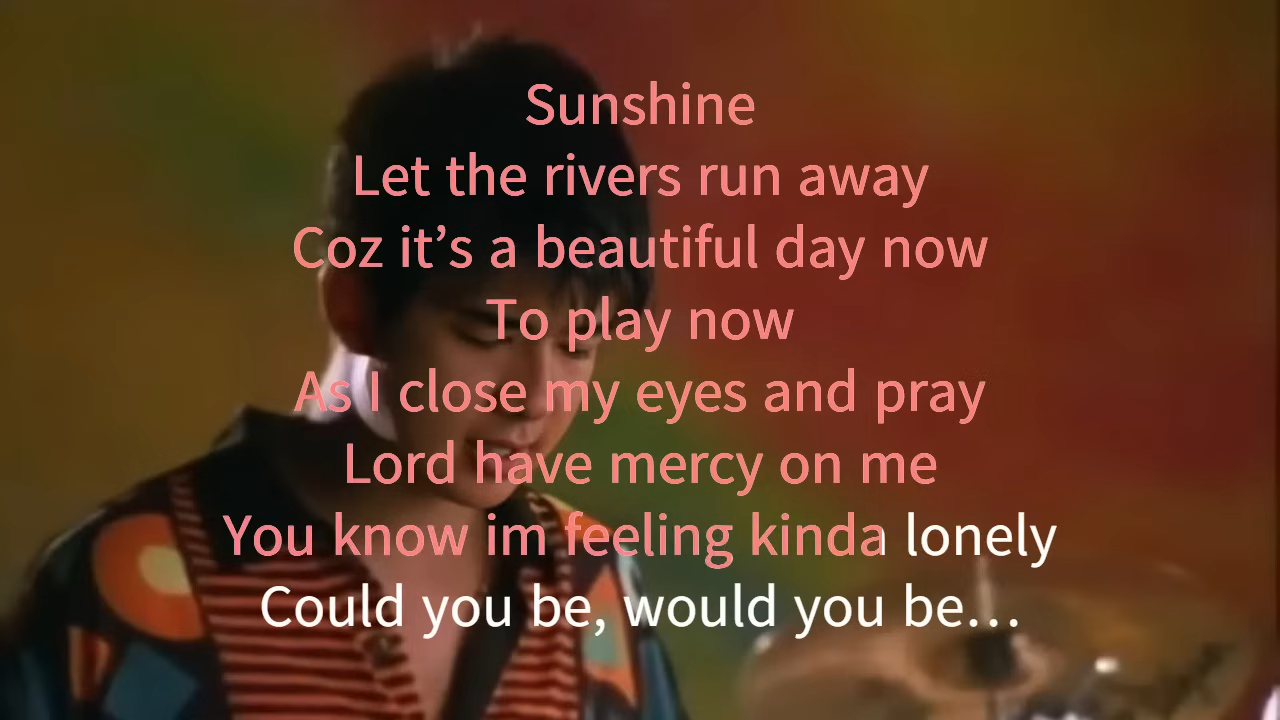 Sunshine
Let the rivers run away
Coz it’s a beautiful day now
To play now
As I close my eyes and pray
Lord have mercy on me
You know im feeling kinda lonely
Could you be, would you be…